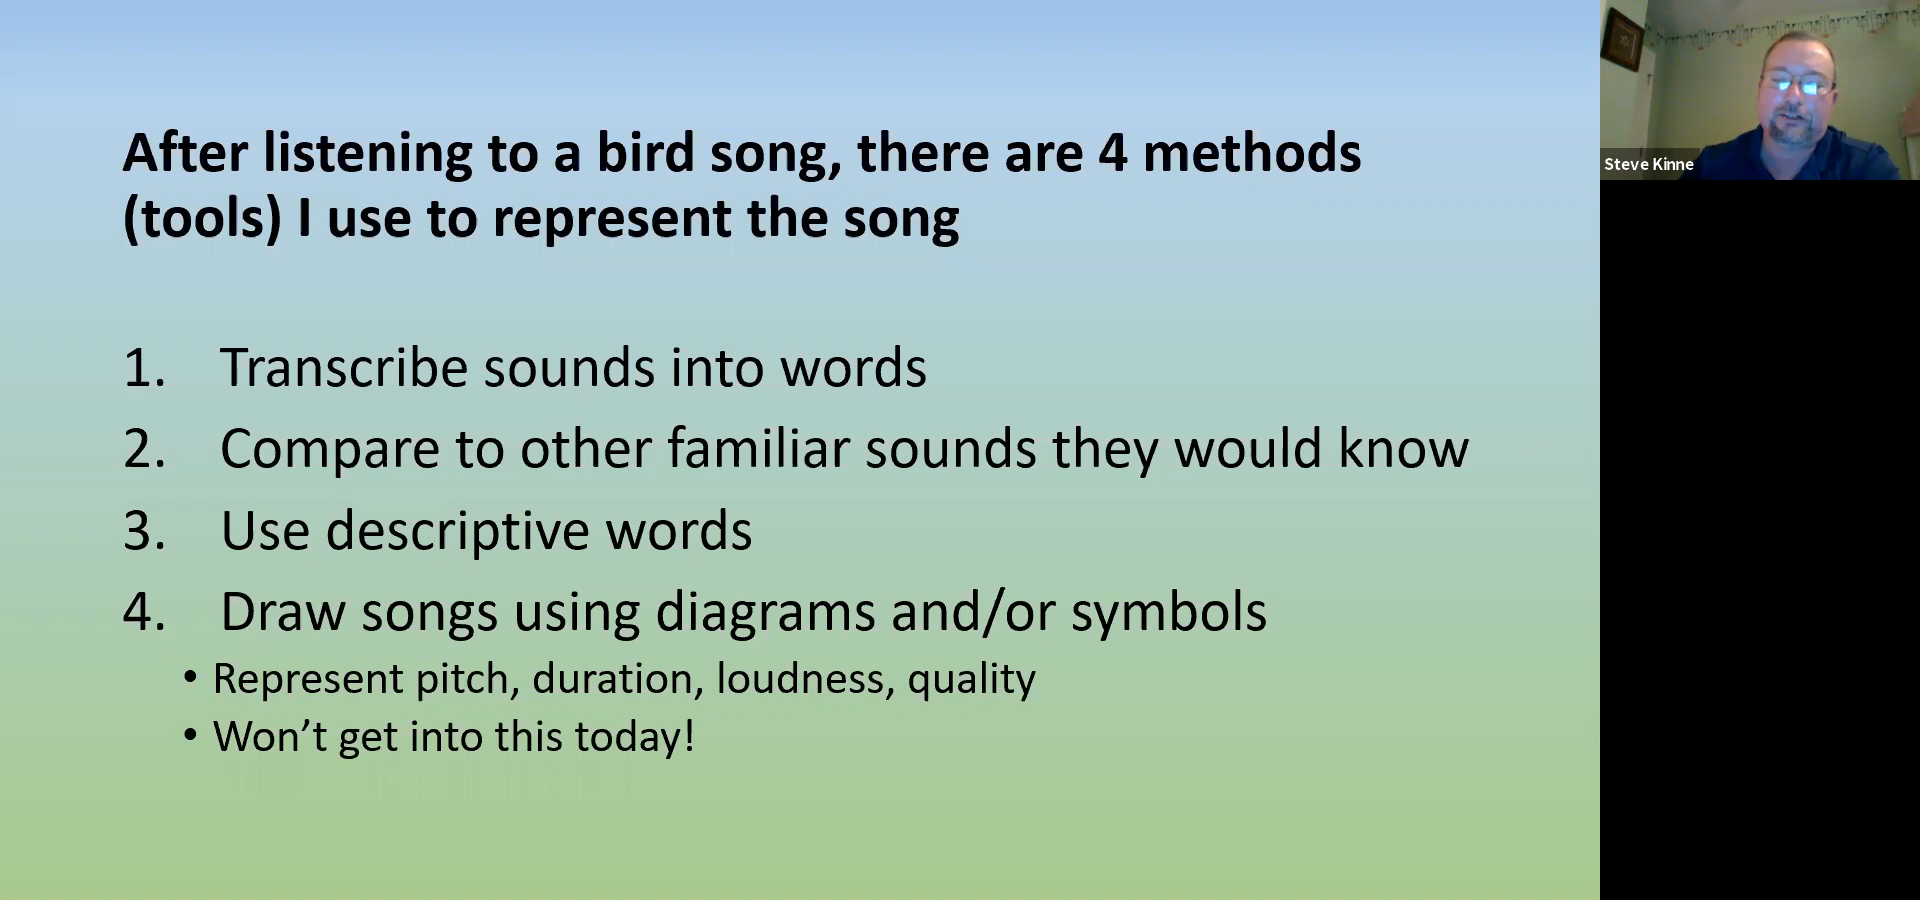 After listening to a bird song, there are 4 methods
(tools) I use to represent the song
1. Transcribe sounds into words
2. Compare to other familiar sounds they would know
3. Use descriptive words
4. Draw songs using diagrams and/or symbols
• Represent pitch, duration, loudness, quality
• Won’t get into this today!
Steve Kinne